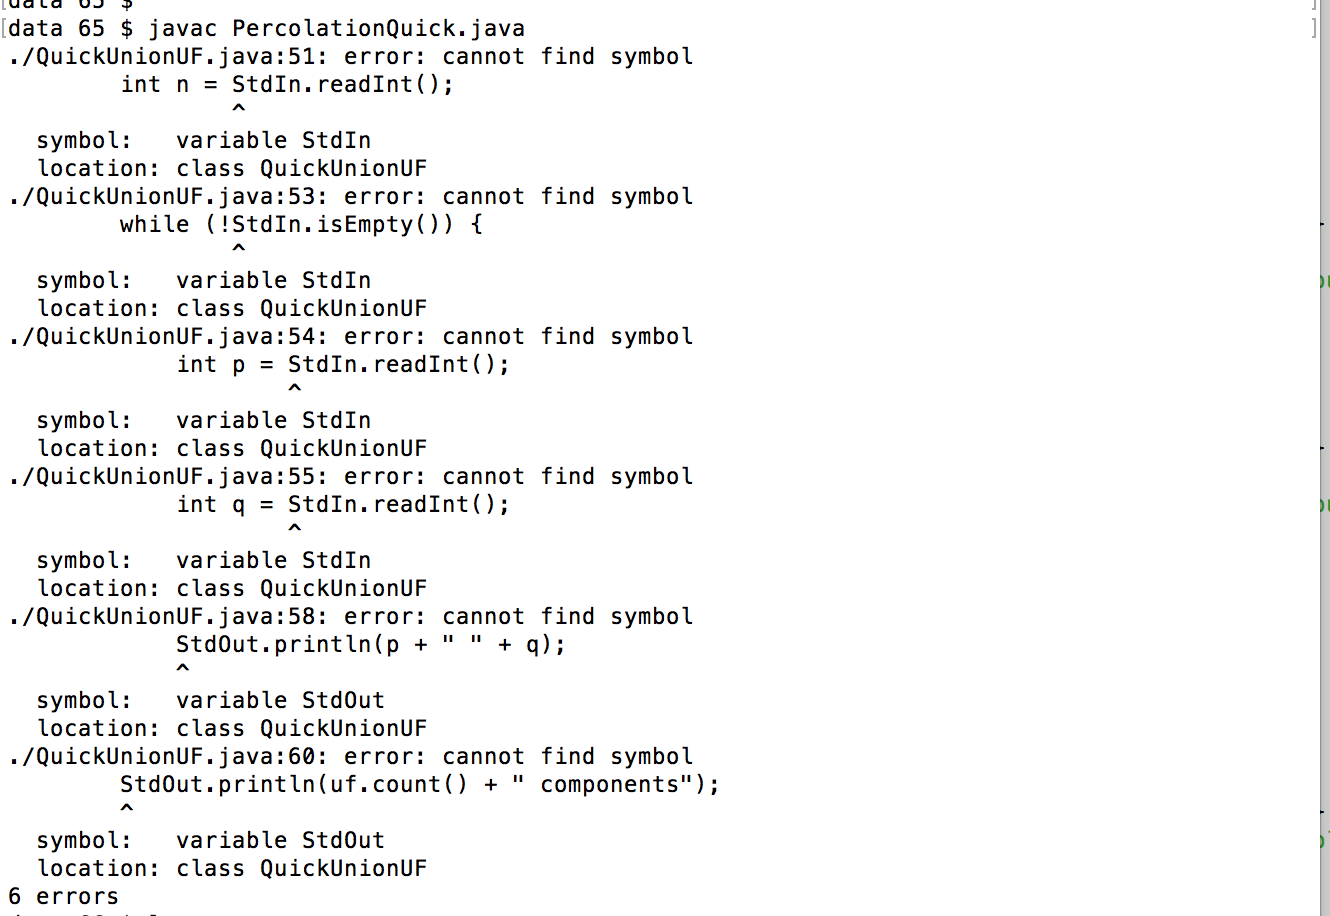 [data 65 $
[data 65 $ javac PercolationQuick.java ]
./QuickUnionUF.java:51: error: cannot find symbol
        int n = StdIn.readInt();
                ^
  symbol:   variable StdIn
  location: class QuickUnionUF
./QuickUnionUF.java:53: error: cannot find symbol
        while (!StdIn.isEmpty()) {
                ^
  symbol:   variable StdIn
  location: class QuickUnionUF
./QuickUnionUF.java:54: error: cannot find symbol
            int p = StdIn.readInt();
                    ^
  symbol:   variable StdIn
  location: class QuickUnionUF
./QuickUnionUF.java:55: error: cannot find symbol
            int q = StdIn.readInt();
                    ^
  symbol:   variable StdIn
  location: class QuickUnionUF
./QuickUnionUF.java:58: error: cannot find symbol
            StdOut.println(p + " " + q);
            ^
  symbol:   variable StdOut
  location: class QuickUnionUF
./QuickUnionUF.java:60: error: cannot find symbol
        StdOut.println(uf.count() + " components");
        ^
  symbol:   variable StdOut
  location: class QuickUnionUF
6 errors